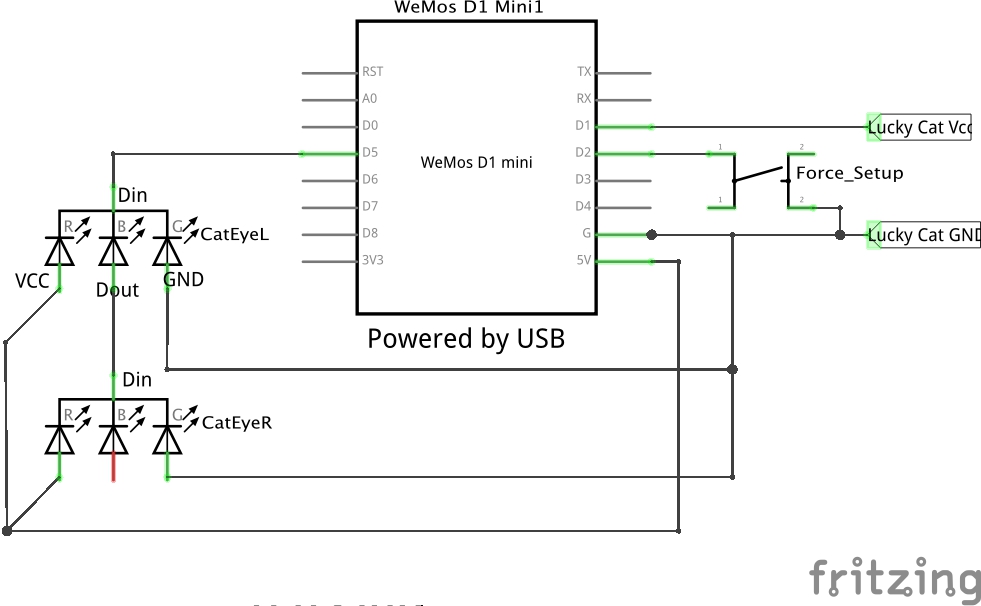 WeMos D1 Mini1
RST TX
A0 RX
D0 D1 Lucky Cat Vcc
D5 WeMos D1 mini D2 1 2
D6 D3 Force_Setup
Din
D7 D4 1 2
R B G CatEyeL
D8 G Lucky Cat GND
3V3 5V
VCC Dout GND
Powered by USB
Din
R B G CatEyeR
fritzing